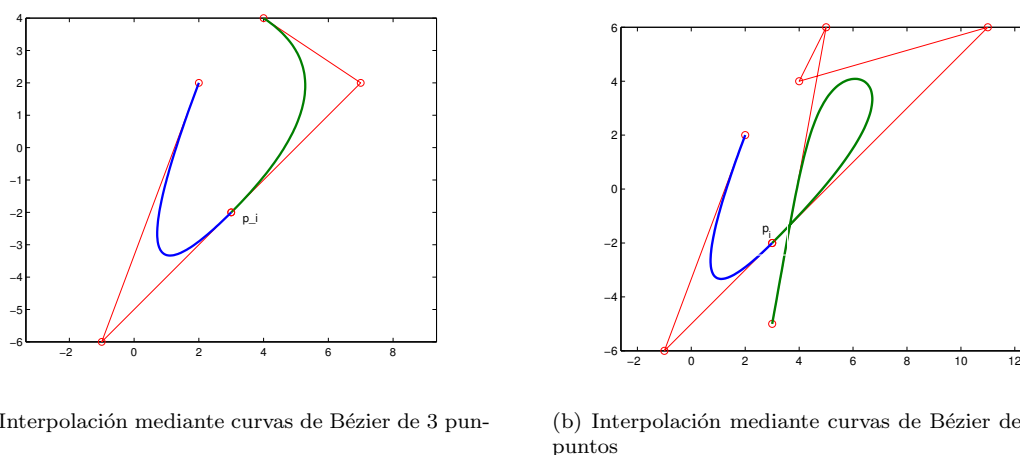 4
3
2
1
0
−1
−2
−3
−4
−5
−6
−2 0 2 4 6 8
p_i
6
4
2
0
−2
−4
−6
−2 0 2 4 6 8 10 12
p_i
Interpolación mediante curvas de Bézier de 3 pun-
(b) Interpolación mediante curvas de Bézier de
puntos